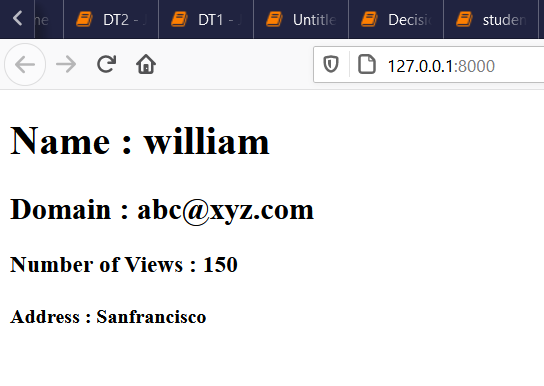 DT2 - J
DT1 - J
Untitle
Decisio
studen
127.0.0.1:8000
Name : william
Domain : abc@xyz.com
Number of Views : 150
Address : Sanfrancisco